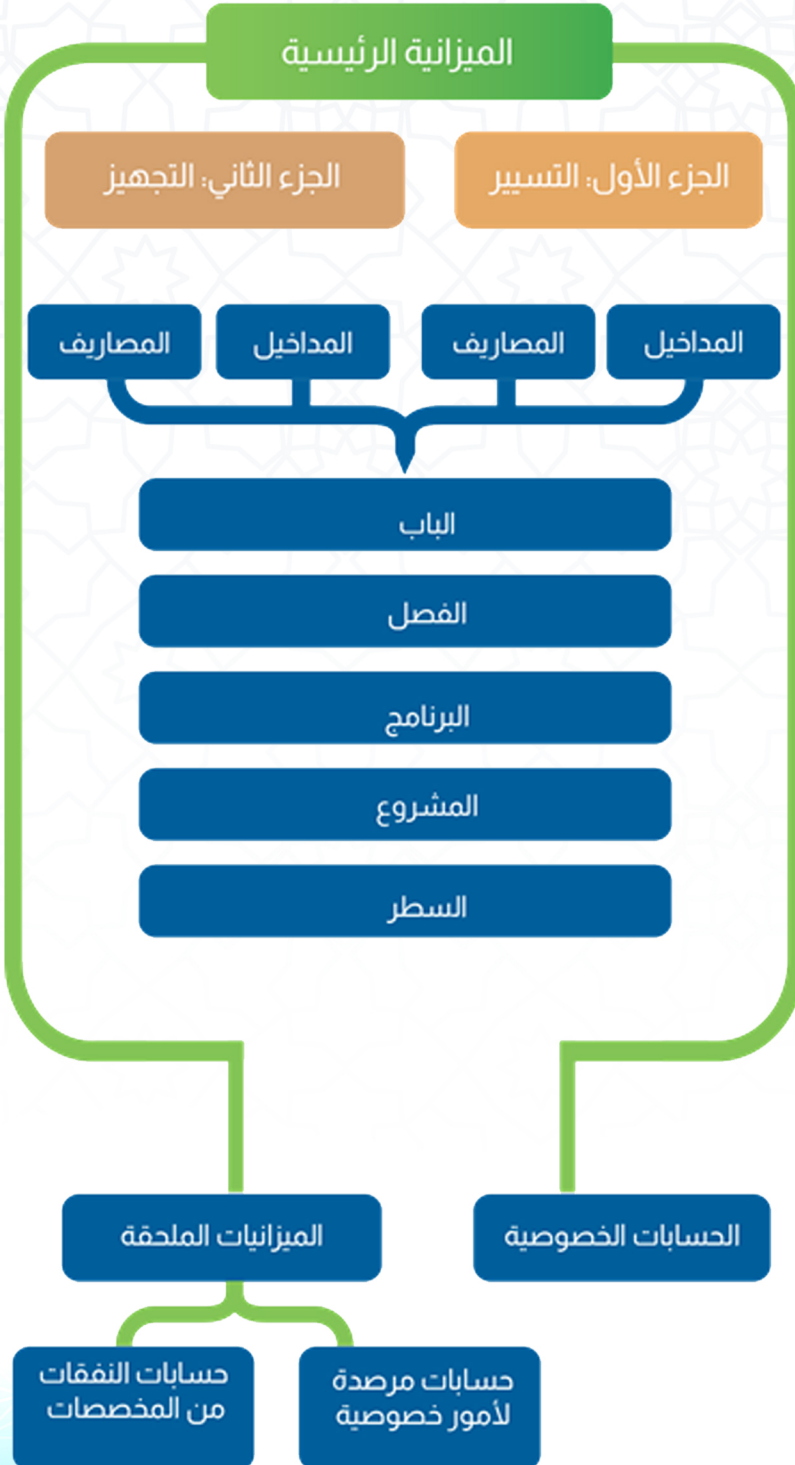 الميزانية الرئيسية
الجزء الأول: التسيير
الجزء الثاني: التجهيز
المداخيل
المصاريف
المداخيل
المصاريف
الباب
الفصل
البرنامج
المشروع
السطر
الحسابات الخصوصية
الميزانيات الملحقة
حسابات مرصدة
لأمور خصوصية
حسابات النفقات
من المخصصات